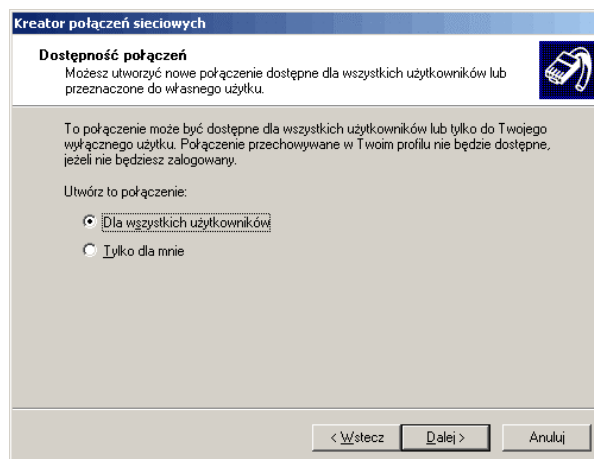 Kreator połączeń sieciowych
Dostępność połączeń
Możesz utworzyć nowe połączenie dostępne dla wszystkich użytkowników lub
przeznaczone do własnego użytku.
To połączenie może być dostępne dla wszystkich użytkowników lub tylko do Twojego
wyłącznego użytku. Połączenie przechowywane w Twoim profilu nie będzie dostępne,
jeżeli nie będziesz zalogowany.
Utwórz to połączenie:
Dla wszystkich użytkowników
Tylko dla mnie
< Wstecz
Dalej >
Anuluj